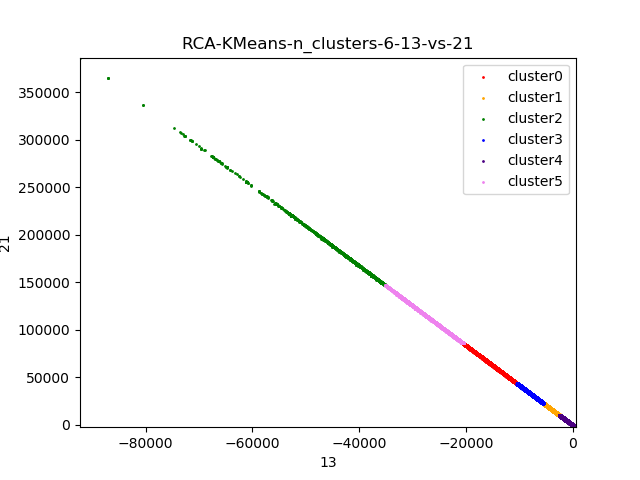 RCA-KMeans-n_clusters-6-13-vs-21
350000
300000
250000
200000
150000
100000
50000
0
21
cluster0
cluster1
cluster2
cluster3
cluster4
cluster5
−80000 −60000 −40000 −20000 0
13